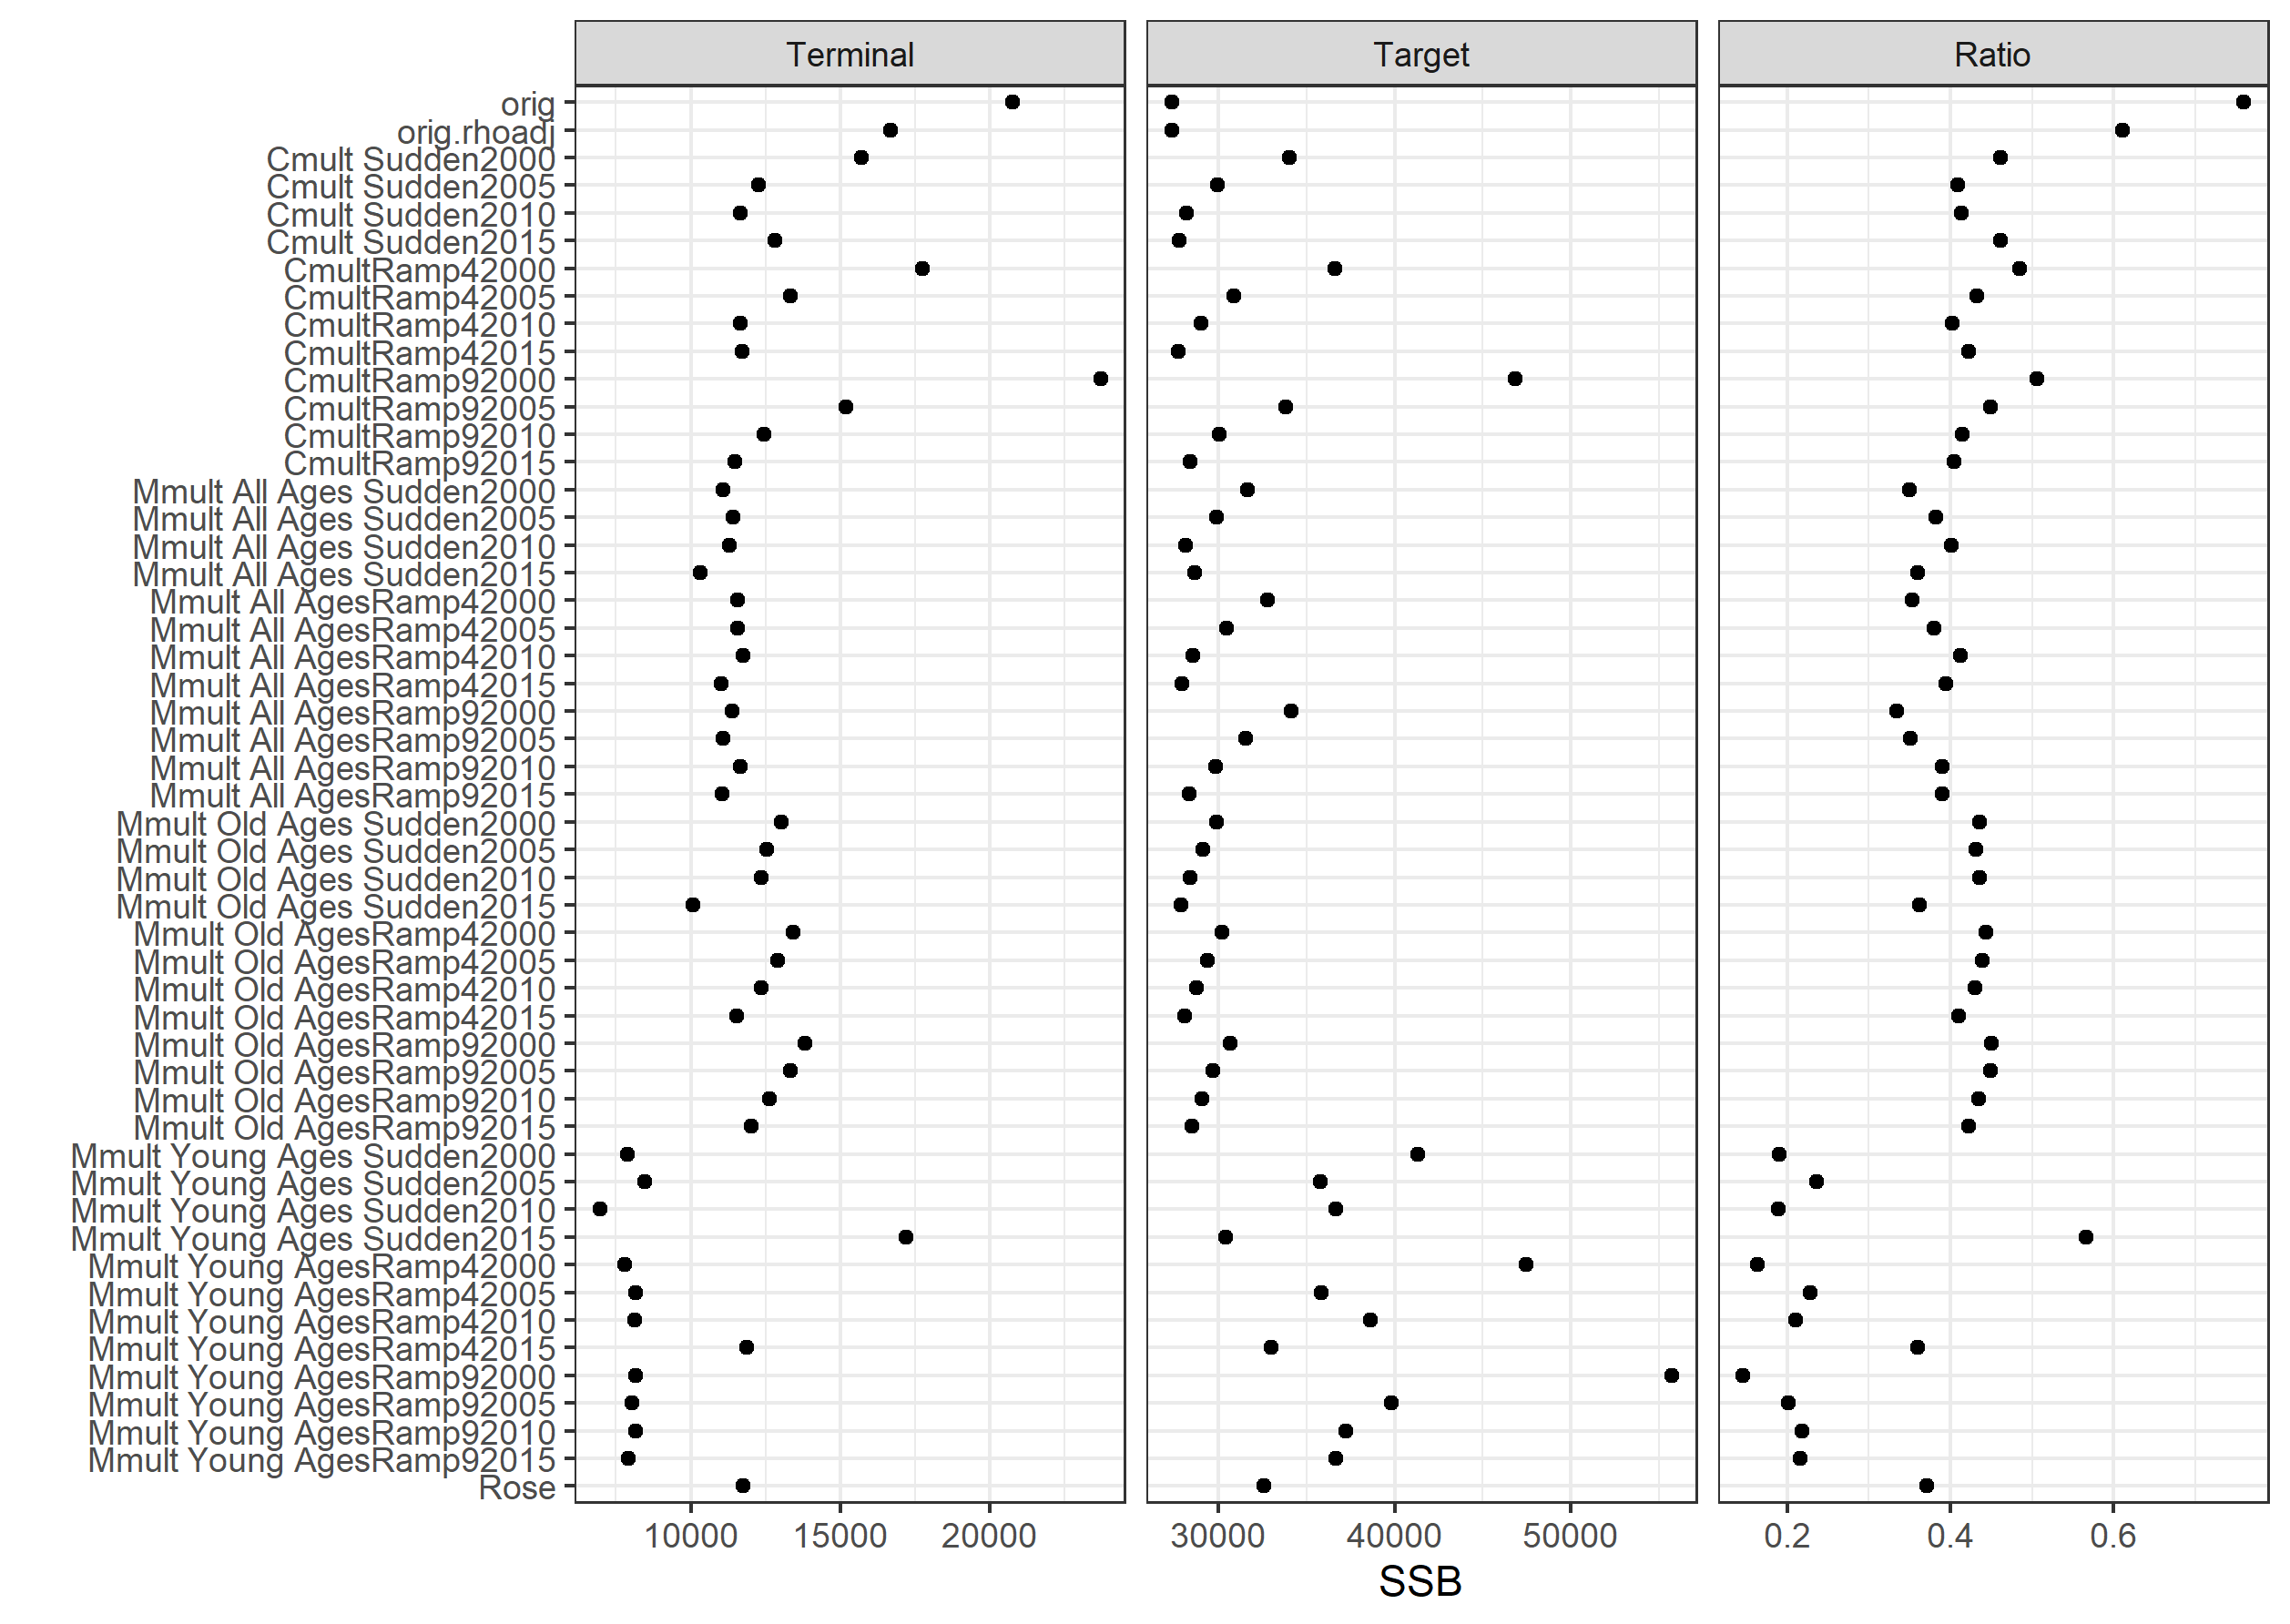 Terminal Target Ratio
orig
orig.rhoadj
Cmult Sudden2000
Cmult Sudden2005
Cmult Sudden2010
Cmult Sudden2015
CmultRamp42000
CmultRamp42005
CmultRamp42010
CmultRamp42015
CmultRamp92000
CmultRamp92005
CmultRamp92010
CmultRamp92015
Mmult All Ages Sudden2000
Mmult All Ages Sudden2005
Mmult All Ages Sudden2010
Mmult All Ages Sudden2015
Mmult All AgesRamp42000
Mmult All AgesRamp42005
Mmult All AgesRamp42010
Mmult All AgesRamp42015
Mmult All AgesRamp92000
Mmult All AgesRamp92005
Mmult All AgesRamp92010
Mmult All AgesRamp92015
Mmult Old Ages Sudden2000
Mmult Old Ages Sudden2005
Mmult Old Ages Sudden2010
Mmult Old Ages Sudden2015
Mmult Old AgesRamp42000
Mmult Old AgesRamp42005
Mmult Old AgesRamp42010
Mmult Old AgesRamp42015
Mmult Old AgesRamp92000
Mmult Old AgesRamp92005
Mmult Old AgesRamp92010
Mmult Old AgesRamp92015
Mmult Young Ages Sudden2000
Mmult Young Ages Sudden2005
Mmult Young Ages Sudden2010
Mmult Young Ages Sudden2015
Mmult Young AgesRamp42000
Mmult Young AgesRamp42005
Mmult Young AgesRamp42010
Mmult Young AgesRamp42015
Mmult Young AgesRamp92000
Mmult Young AgesRamp92005
Mmult Young AgesRamp92010
Mmult Young AgesRamp92015
Rose
10000 15000 20000 30000 40000 50000 0.2 0.4 0.6
SSB